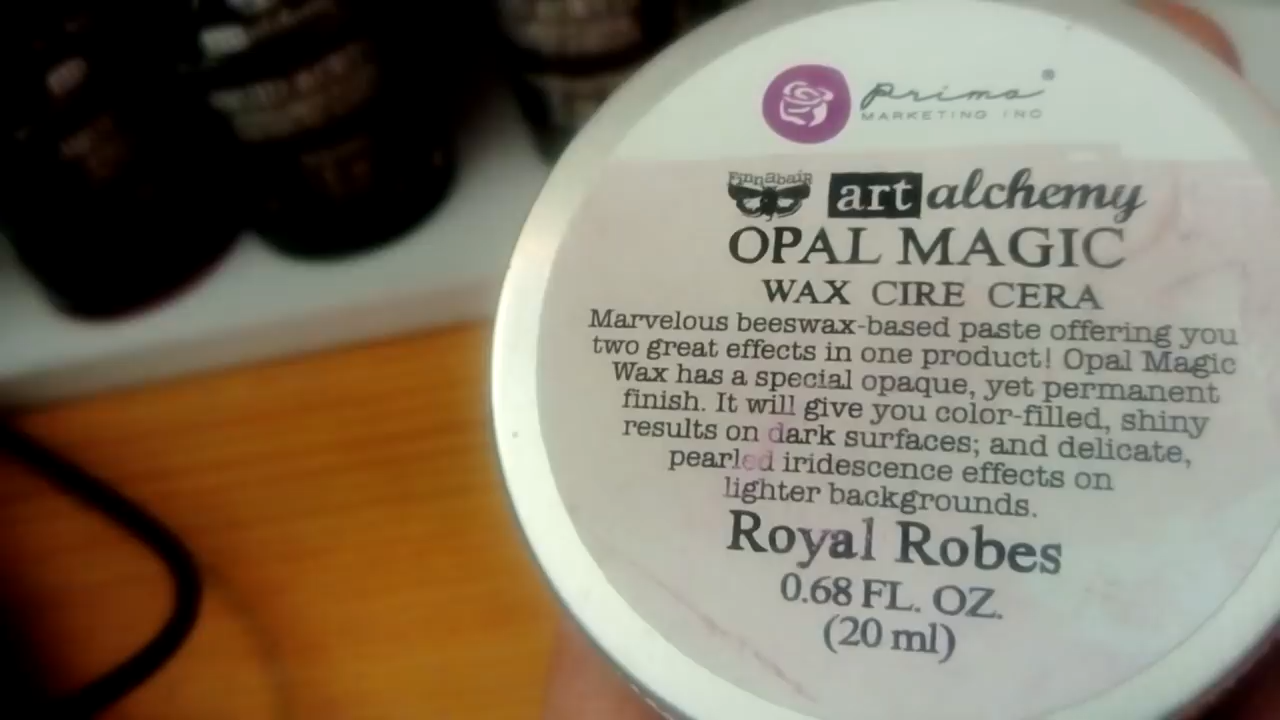 prima®
MARKETING INC
Finnabair
art alchemy
OPAL MAGIC
WAX CIRE CERA
Marvelous beeswax-based paste offering you
two great effects in one product! Opal Magic
Wax has a special opaque, yet permanent
finish. It will give you color-filled, shiny
results on dark surfaces; and delicate,
pearled iridescence effects on
lighter backgrounds.
Royal Robes
0.68 FL. OZ.
(20 ml)